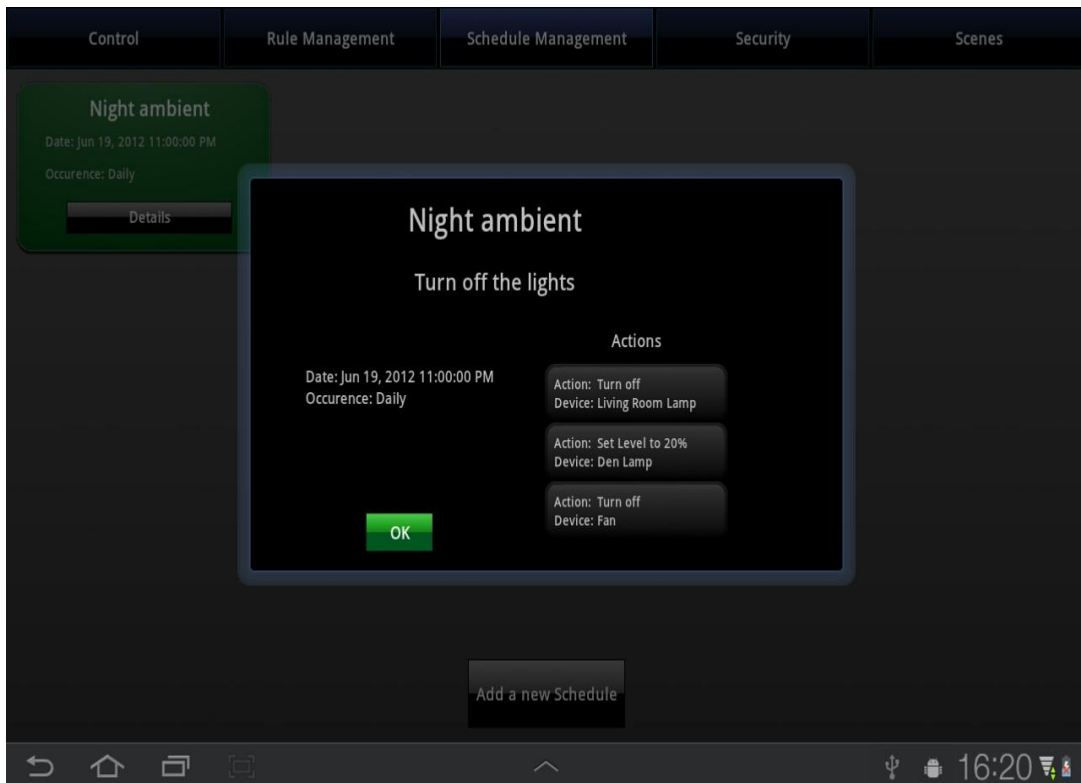 Control
Rule Management
Schedule Management
Security
Scenes
Night ambient
Date: Jun 19, 2012 11:00:00 PM
Occurence: Daily
Details
Night ambient
Turn off the lights
Actions
Date: Jun 19, 2012 11:00:00 PM
Occurence: Daily
Action: Turn off
Device: Living Room Lamp
Action: Set Level to 20%
Device: Den Lamp
Action: Turn off
Device: Fan
OK
Add a new Schedule
16:20